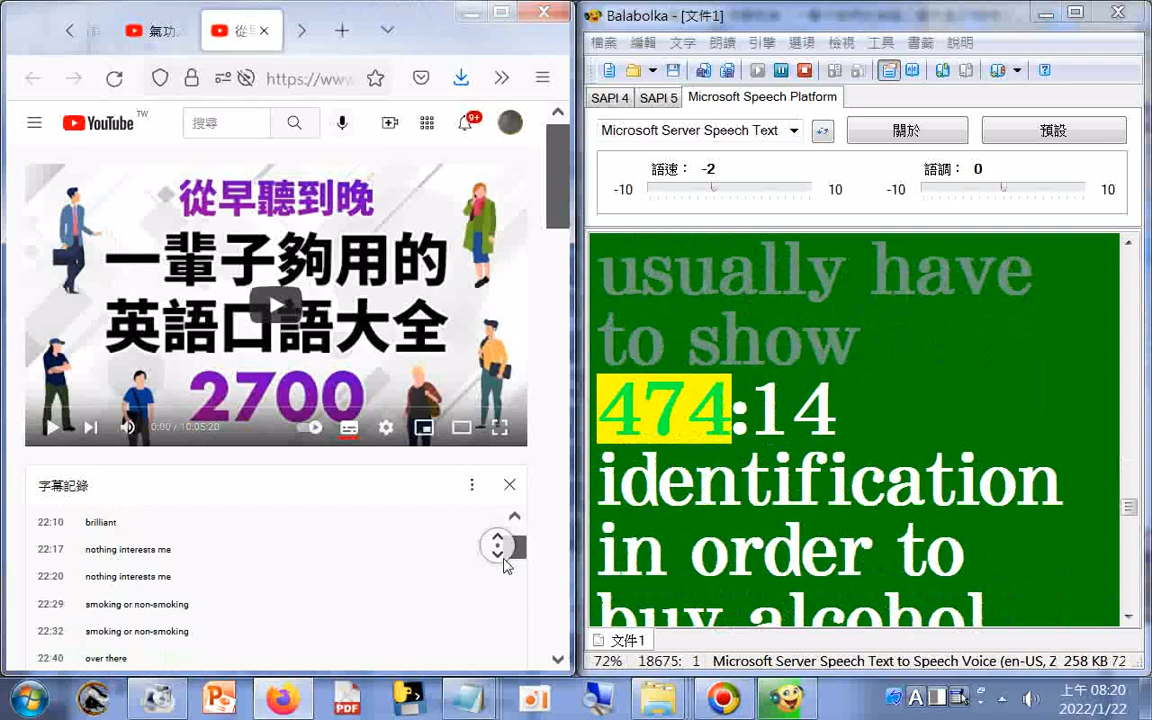 氣功
從
https://www
YouTube TW
搜尋
9+
從早聽到晚
一輩子夠用的
英語口語大全
2700
0:00 / 10:05:20
字幕記錄
22:10 brilliant
22:17 nothing interests me
22:20 nothing interests me
22:29 smoking or non-smoking
22:32 smoking or non-smoking
22:40 over there
Balabolka - [文件1]
檔案 編輯 文字 朗讀 引擎 選項 檢視 工具 書籤 說明
SAPI 4 SAPI 5 Microsoft Speech Platform
Microsoft Server Speech Text 關於 預設
語速： -2 語調： 0
-10 10 -10 10
usually have
to show
474:14
identification
in order to
buy alcohol
文件1
72% 18675: 1 Microsoft Server Speech Text to Speech Voice (en-US, Z 258 KB 72
PDF
A
上午 08:20
2022/1/22